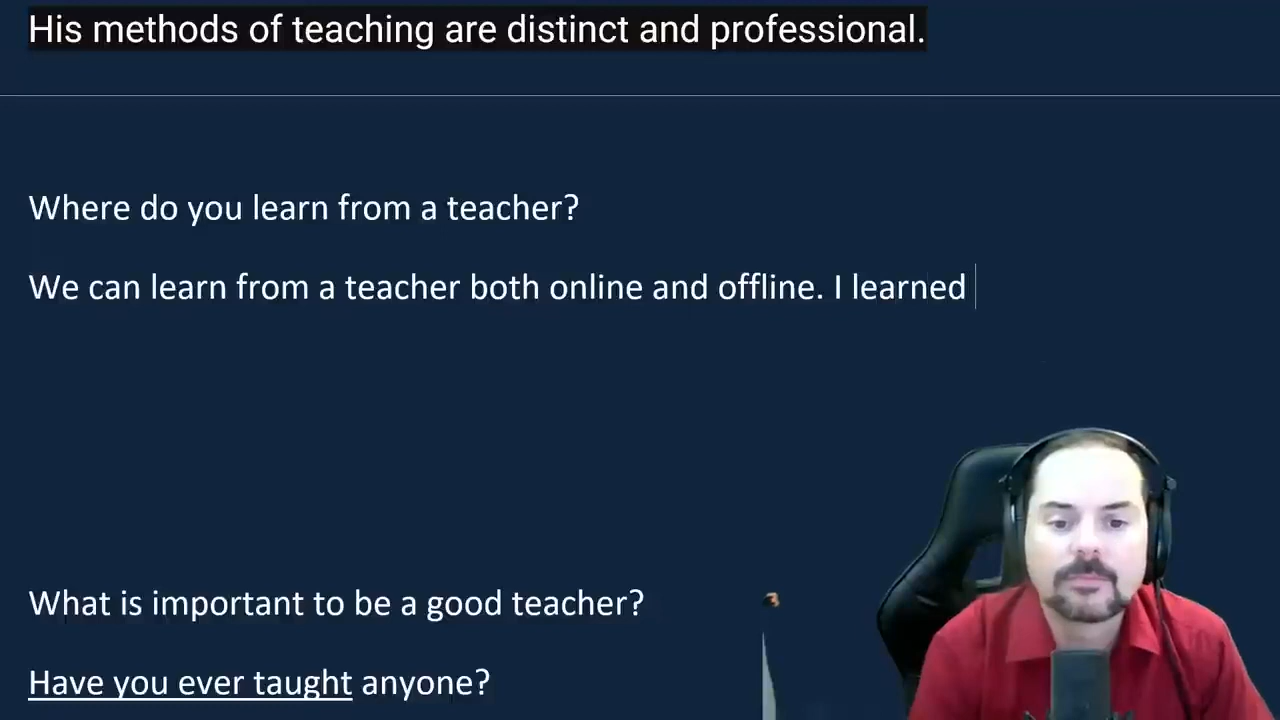 His methods of teaching are distinct and professional.
Where do you learn from a teacher?
We can learn from a teacher both online and offline. I learned
What is important to be a good teacher?
Have you ever taught anyone?